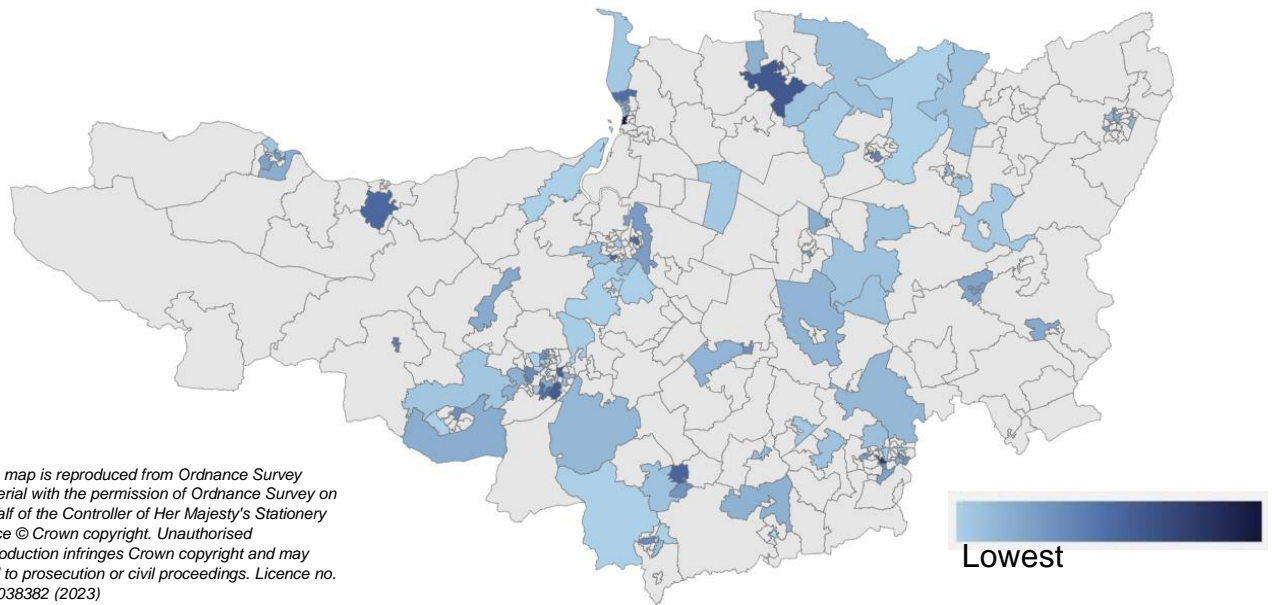 map is reproduced from Ordnance Survey
erial with the permission of Ordnance Survey on
alf of the Controller of Her Majesty's Stationery
ce © Crown copyright. Unauthorised
roduction infringes Crown copyright and may
to prosecution or civil proceedings. Licence no.
038382 (2023)
Lowest